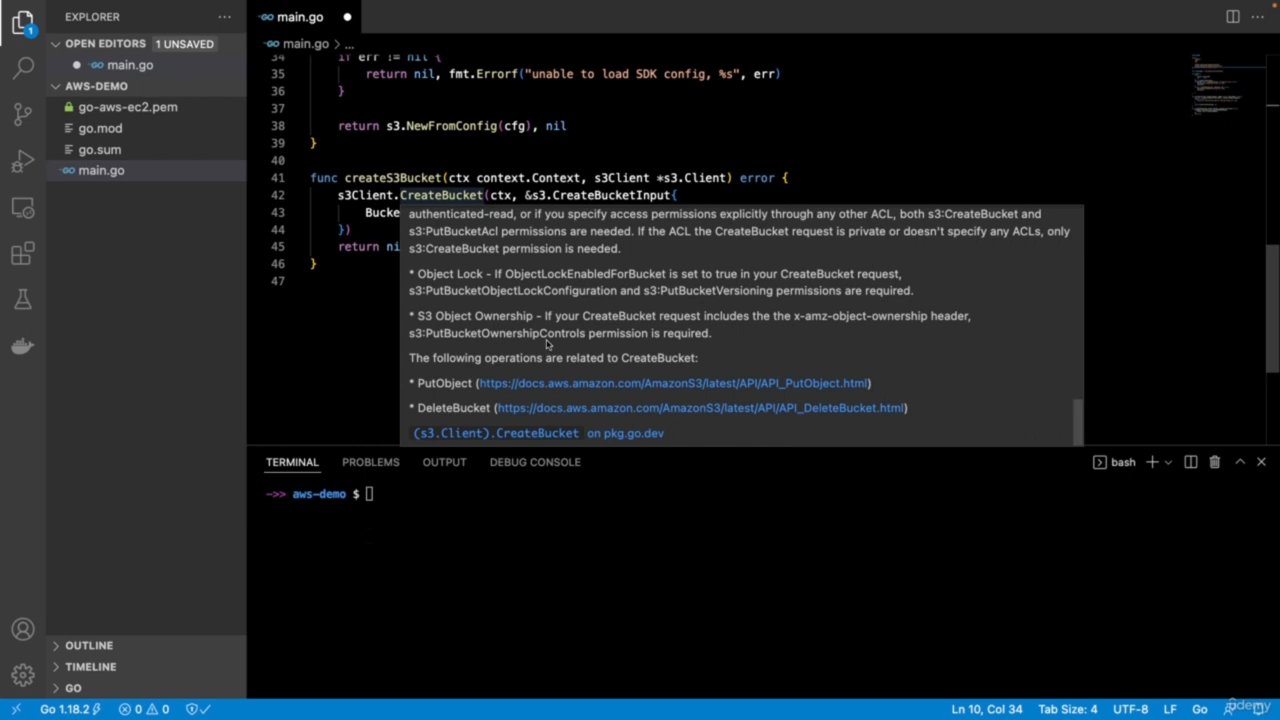 EXPLORER
main.go
OPEN EDITORS 1 UNSAVED
main.go > ...
main.go
34 if err != nil {
AWS-DEMO
35 return nil, fmt.Errorf("unable to load SDK config, %s", err)
go-aws-ec2.pem
36 }
37
go.mod
38 return s3.NewFromConfig(cfg), nil
go.sum
39 }
40
main.go
41 func createS3Bucket(ctx context.Context, s3Client *s3.Client) error {
42 s3Client.CreateBucket(ctx, &s3.CreateBucketInput{
43 Bucke
44 })
45 return ni
46 }
47
authenticated-read, or if you specify access permissions explicitly through any other ACL, both s3:CreateBucket and
s3:PutBucketAcl permissions are needed. If the ACL the CreateBucket request is private or doesn't specify any ACLs, only
s3:CreateBucket permission is needed.
* Object Lock - If ObjectLockEnabledForBucket is set to true in your CreateBucket request,
s3:PutBucketObjectLockConfiguration and s3:PutBucketVersioning permissions are required.
* S3 Object Ownership - If your CreateBucket request includes the the x-amz-object-ownership header,
s3:PutBucketOwnershipControls permission is required.
The following operations are related to CreateBucket:
* PutObject (https://docs.aws.amazon.com/AmazonS3/latest/API/API_PutObject.html)
* DeleteBucket (https://docs.aws.amazon.com/AmazonS3/latest/API/API_DeleteBucket.html)
(s3.Client).CreateBucket on pkg.go.dev
TERMINAL PROBLEMS OUTPUT DEBUG CONSOLE bash
->> aws-demo $
OUTLINE
TIMELINE
GO
Go 1.18.2 0 0 Ln 10, Col 34 Tab Size: 4 UTF-8 LF Go
udemy